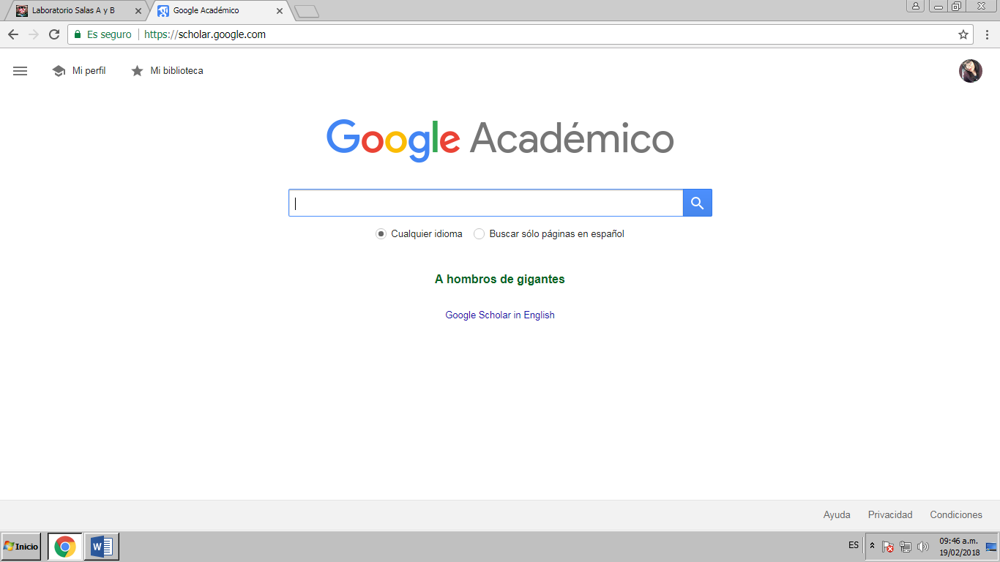 Laboratorio Salas A y B
Google Académico
Es seguro
https://scholar.google.com
Mi perfil
Mi biblioteca
Google Académico
Cualquier idioma
Buscar sólo páginas en español
A hombros de gigantes
Google Scholar in English
Ayuda
Privacidad
Condiciones
Inicio
W
ES
09:46 a.m.
19/02/2018